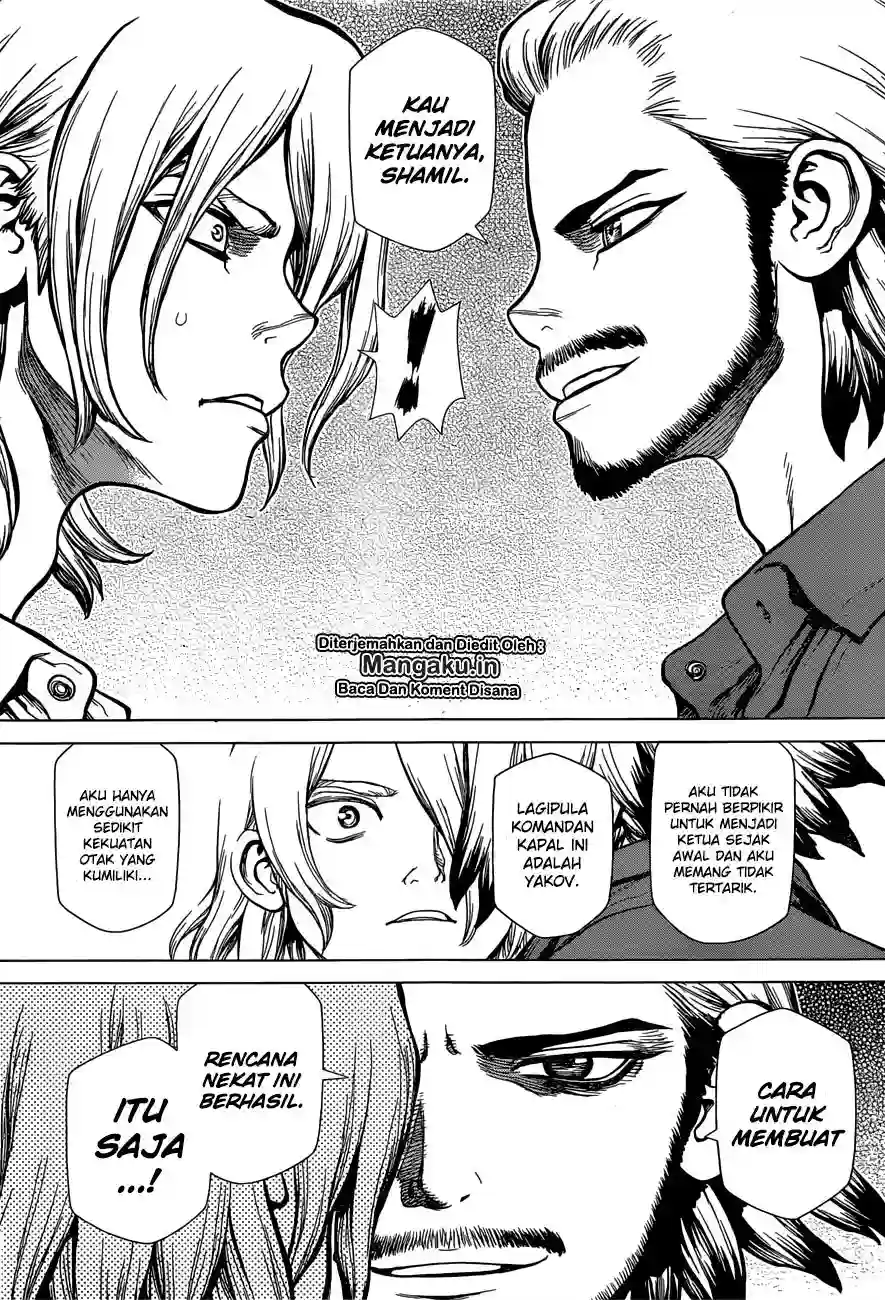 KAU
MENJADI
KETUANYA,
SHAMIL.
!
Diterjemahkan dan Diedit Oleh :
Mangaku.in
Baca Dan Koment Disana
AKU TIDAK
PERNAH BERPIKIR
UNTUK MENJADI
KETUA SEJAK
AWAL DAN AKU
MEMANG TIDAK
TERTARIK.
LAGIPULA
KOMANDAN
KAPAL INI
ADALAH
YAKOV.
AKU HANYA
MENGGUNAKAN
SEDIKIT
KEKUATAN
OTAK YANG
KUMILIKI...
CARA
UNTUK
MEMBUAT
RENCANA
NEKAT INI
BERHASIL.
ITU
SAJA
...!